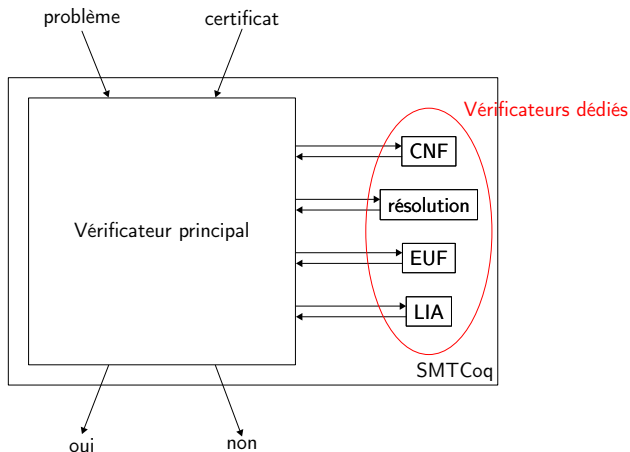 problème
certificat
Vérificateurs dédiés
CNF
résolution
Vérificateur principal
EUF
LIA
SMTCoq
oui
non